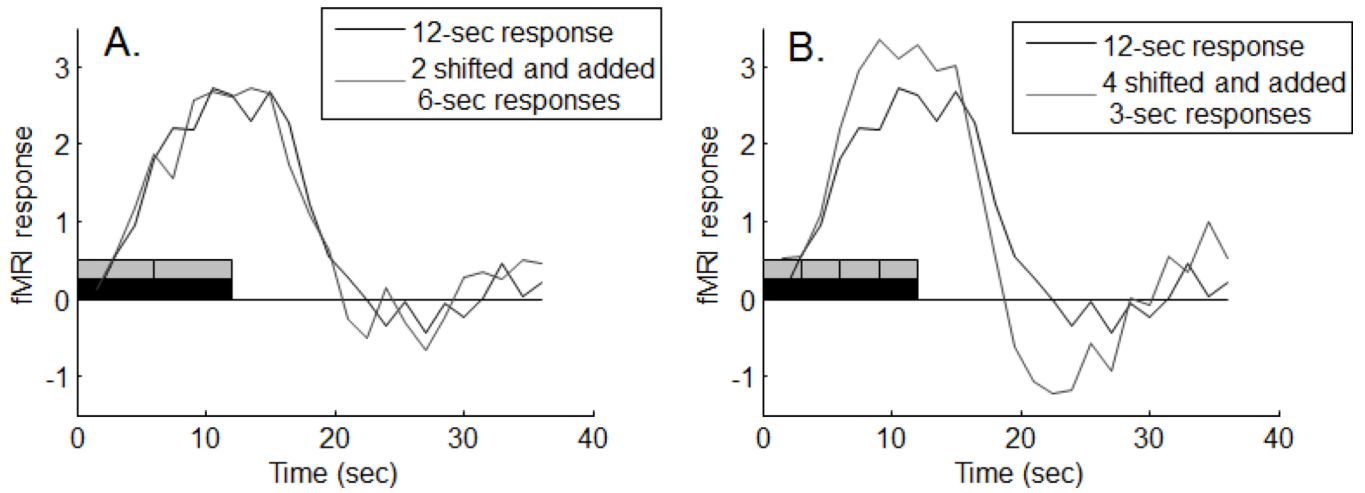 A.
12-sec response
2 shifted and added
6-sec responses
fMRI response
3
2
1
0
-1
0
10
20
30
40
Time (sec)
B.
12-sec response
4 shifted and added
3-sec responses
fMRI response
3
2
1
0
-1
0
10
20
30
40
Time (sec)